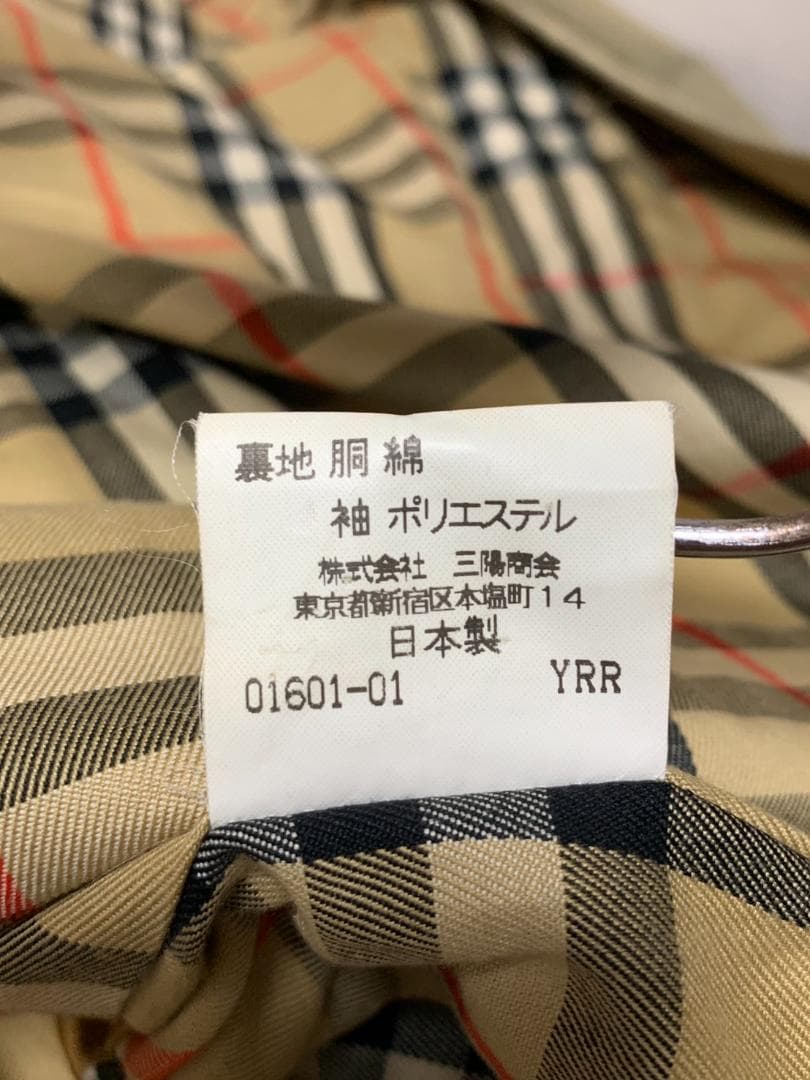 裏地 胴 綿
袖 ポリエステル
株式会社 三陽商会
東京都新宿区本塩町14
日本製
01601-01 YRR